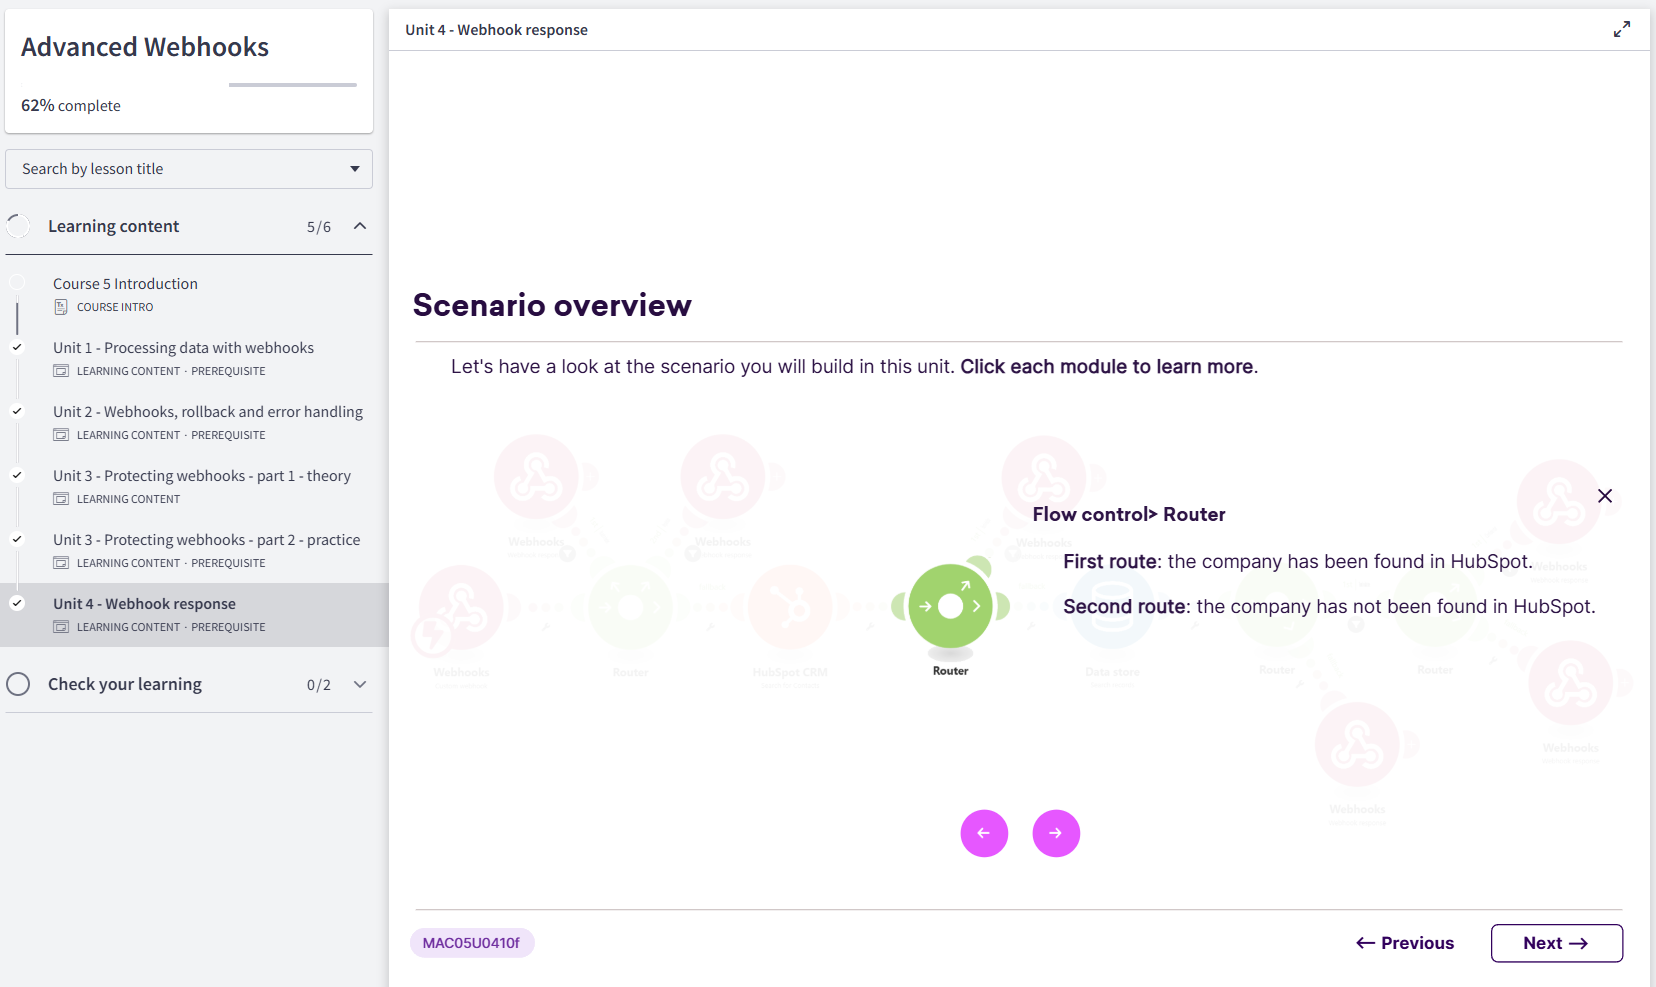 Advanced Webhooks
62% complete
Search by lesson title
Learning content 5/6
Course 5 Introduction
COURSE INTRO
Unit 1 - Processing data with webhooks
LEARNING CONTENT · PREREQUISITE
Unit 2 - Webhooks, rollback and error handling
LEARNING CONTENT · PREREQUISITE
Unit 3 - Protecting webhooks - part 1 - theory
LEARNING CONTENT
Unit 3 - Protecting webhooks - part 2 - practice
LEARNING CONTENT · PREREQUISITE
Unit 4 - Webhook response
LEARNING CONTENT · PREREQUISITE
Check your learning 0/2
Unit 4 - Webhook response
Scenario overview
Let's have a look at the scenario you will build in this unit. Click each module to learn more.
Webhooks
Webhooks
Webhooks
Flow control> Router
First route: the company has been found in HubSpot.
Webhooks
Second route: the company has not been found in HubSpot.
Webhooks
Router
HubSpot CRM
Router
Data store
Router
Router
Webhooks
Webhooks
MAC05U0410f
Previous
Next